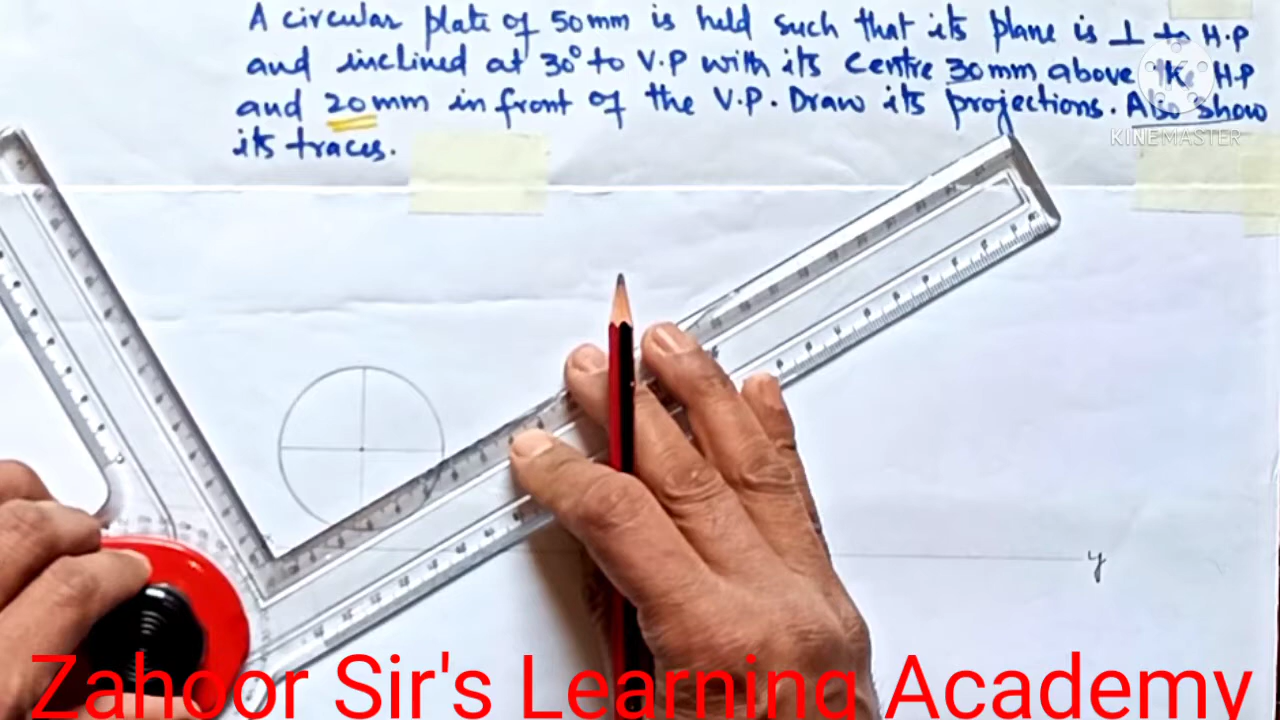 A circular plate of 50mm is held such that its plane is ⊥ to H.P
and inclined at 30° to V.P with its centre 30mm above the H.P
and 20mm in front of the V.P. Draw its projections. Also show
its traces.
KINEMASTER
y
Zahoor Sir's Learning Academy